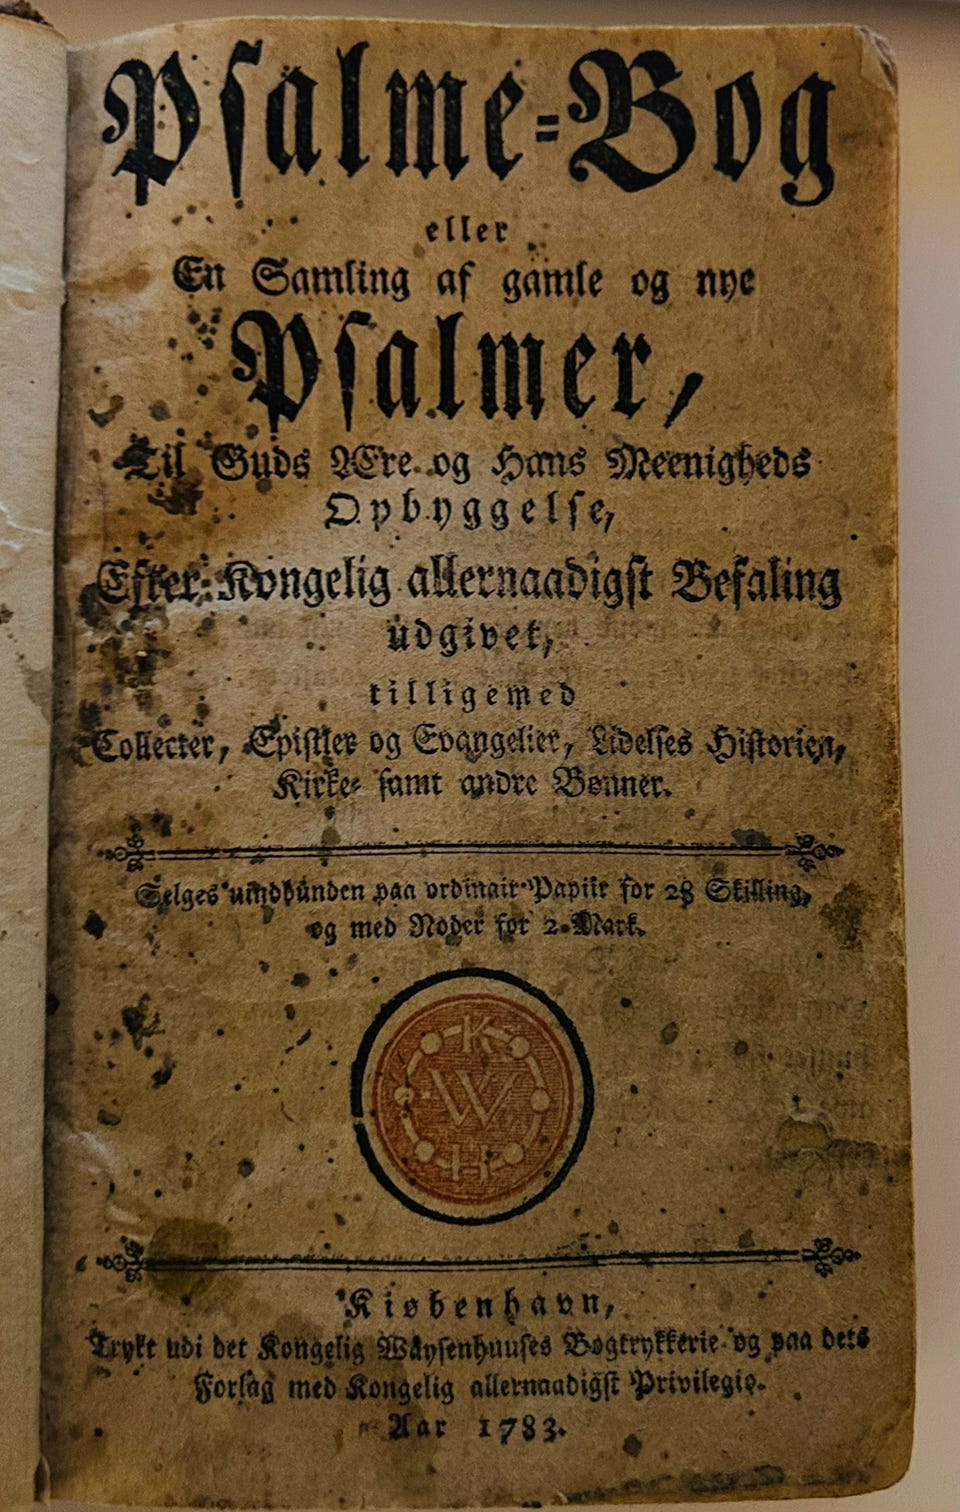 Psalme=Bog
eller
En Samling af gamle og nye
Psalmer,
Til Guds Ære og Hans Meenigheds
Opbyggelse,
Efter Kongelig allernaadigst Befaling
udgivet,
tilligemed
Collecter, Epistler og Evangelier, Lidelses Historien,
Kirke= samt andre Bønner.
Selges uindbunden paa ordinair Papiir for 28 Skilling,
og med Noder for 2 Mark.
K
W
H
Kiøbenhavn,
Trykt udi det Kongelig Wäysenhuuses Bogtrykkerie og paa dets
Forlag med Kongelig allernaadigst Privilegio.
Aar 1783.